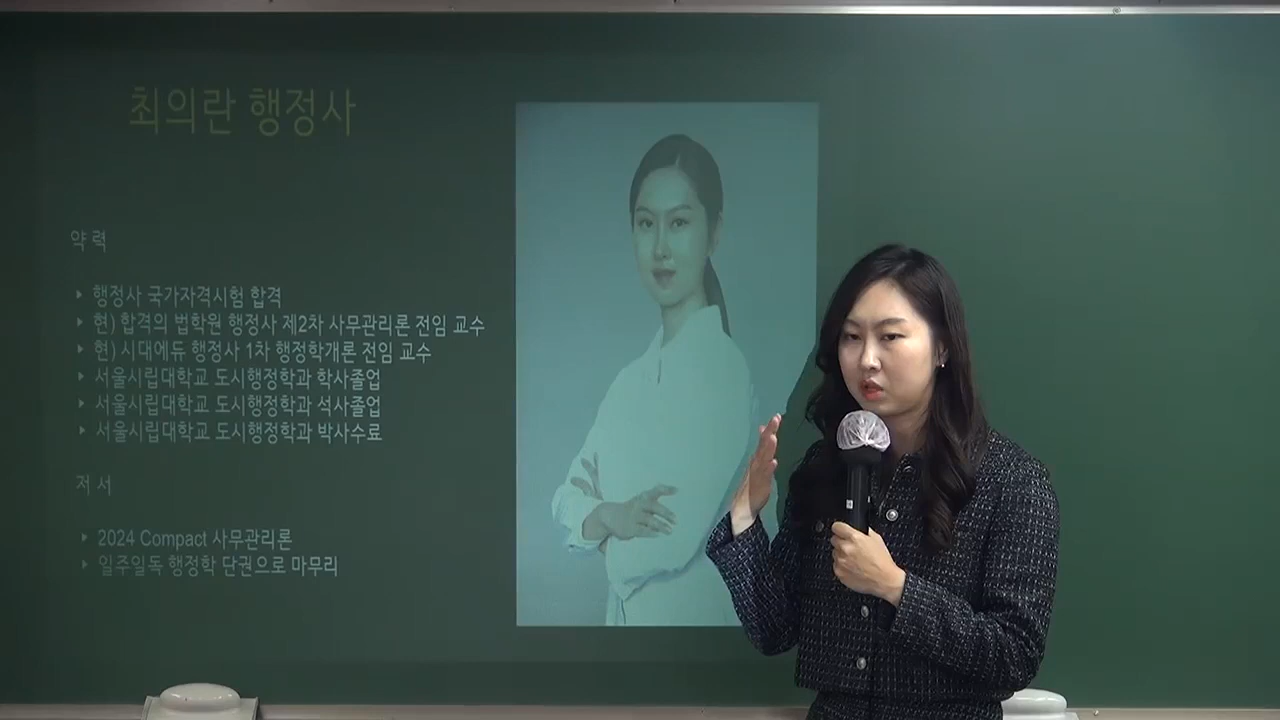 최의란 행정사
약 력
‣ 행정사 국가자격시험 합격
‣ 현) 합격의 법학원 행정사 제2차 사무관리론 전임 교수
‣ 현) 시대에듀 행정사 1차 행정학개론 전임 교수
‣ 서울시립대학교 도시행정학과 학사졸업
‣ 서울시립대학교 도시행정학과 석사졸업
‣ 서울시립대학교 도시행정학과 박사수료
저 서
‣ 2024 Compact 사무관리론
‣ 일주일독 행정학 단권으로 마무리